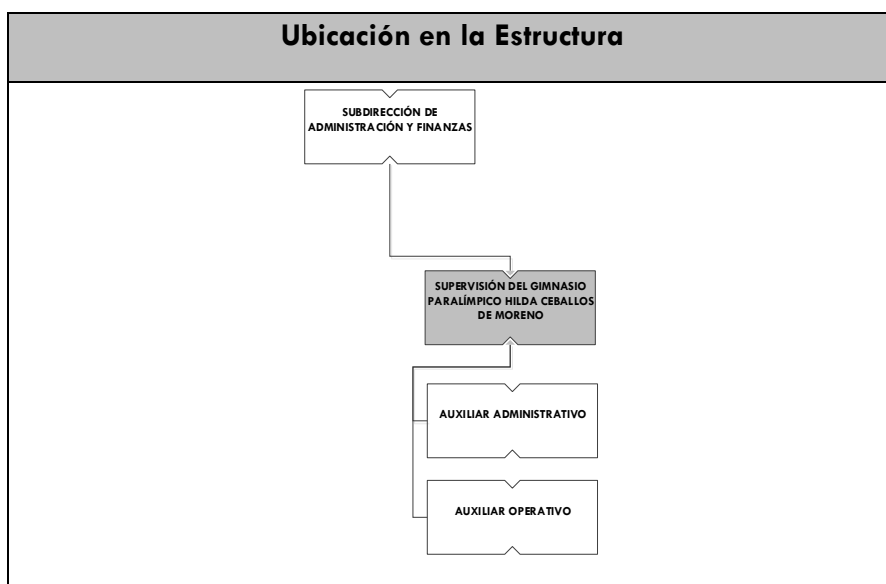 Ubicación en la Estructura
SUBDIRECCIÓN DE
ADMINISTRACIÓN Y FINANZAS
SUPERVISIÓN DEL GIMNASIO
PARALÍMPICO HILDA CEBALLOS
DE MORENO
AUXILIAR ADMINISTRATIVO
AUXILIAR OPERATIVO